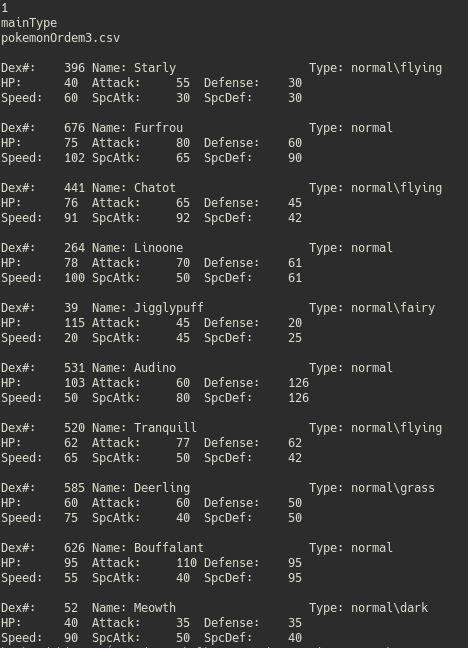 1
mainType
pokemonOrdem3.csv
Dex#: 396 Name: Starly Type: normal\flying
HP: 40 Attack: 55 Defense: 30
Speed: 60 SpcAtk: 30 SpcDef: 30
Dex#: 676 Name: Furfrou Type: normal
HP: 75 Attack: 80 Defense: 60
Speed: 102 SpcAtk: 65 SpcDef: 90
Dex#: 441 Name: Chatot Type: normal\flying
HP: 76 Attack: 65 Defense: 45
Speed: 91 SpcAtk: 92 SpcDef: 42
Dex#: 264 Name: Linoone Type: normal
HP: 78 Attack: 70 Defense: 61
Speed: 100 SpcAtk: 50 SpcDef: 61
Dex#: 39 Name: Jigglypuff Type: normal\fairy
HP: 115 Attack: 45 Defense: 20
Speed: 20 SpcAtk: 45 SpcDef: 25
Dex#: 531 Name: Audino Type: normal
HP: 103 Attack: 60 Defense: 126
Speed: 50 SpcAtk: 80 SpcDef: 126
Dex#: 520 Name: Tranquill Type: normal\flying
HP: 62 Attack: 77 Defense: 62
Speed: 65 SpcAtk: 50 SpcDef: 42
Dex#: 585 Name: Deerling Type: normal\grass
HP: 60 Attack: 60 Defense: 50
Speed: 75 SpcAtk: 40 SpcDef: 50
Dex#: 626 Name: Bouffalant Type: normal
HP: 95 Attack: 110 Defense: 95
Speed: 55 SpcAtk: 40 SpcDef: 95
Dex#: 52 Name: Meowth Type: normal\dark
HP: 40 Attack: 35 Defense: 35
Speed: 90 SpcAtk: 50 SpcDef: 40